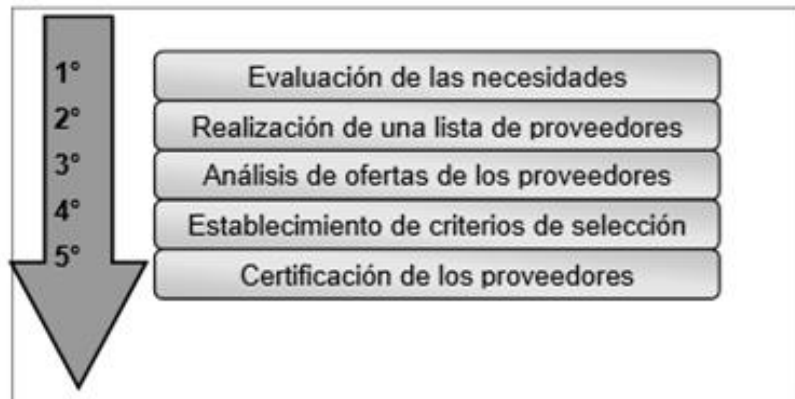 1° Evaluación de las necesidades
2° Realización de una lista de proveedores
3° Análisis de ofertas de los proveedores
4° Establecimiento de criterios de selección
5° Certificación de los proveedores